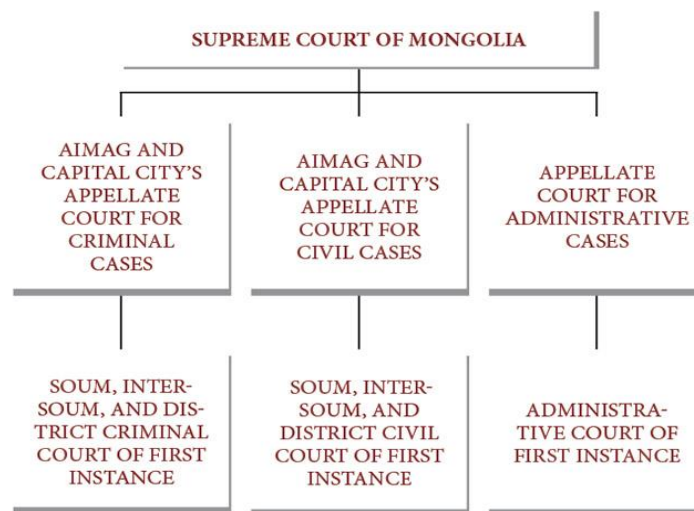 SUPREME COURT OF MONGOLIA
AIMAG AND
CAPITAL CITY'S
APPELLATE
COURT FOR
CRIMINAL
CASES
AIMAG AND
CAPITAL CITY'S
APPELLATE
COURT FOR
CIVIL CASES
APPELLATE
COURT FOR
ADMINISTRATIVE
CASES
SOUM, INTER-
SOUM, AND DIS-
TRICT CRIMINAL
COURT OF FIRST
INSTANCE
SOUM, INTER-
SOUM, AND
DISTRICT CIVIL
COURT OF FIRST
INSTANCE
ADMINISTRA-
TIVE COURT OF
FIRST INSTANCE